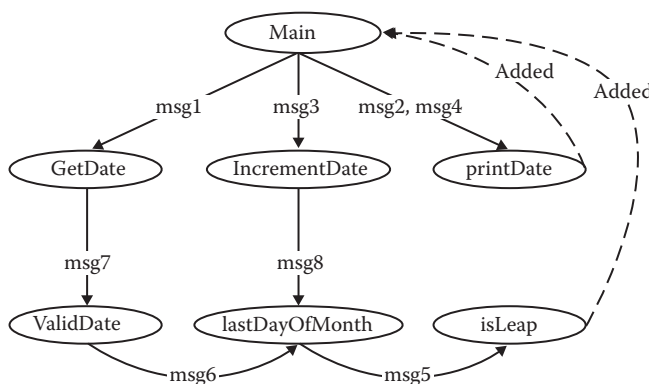 Main
Added
Added
msg1
msg3
msg2, msg4
GetDate
IncrementDate
printDate
msg7
msg8
ValidDate
lastDayOfMonth
isLeap
msg6
msg5